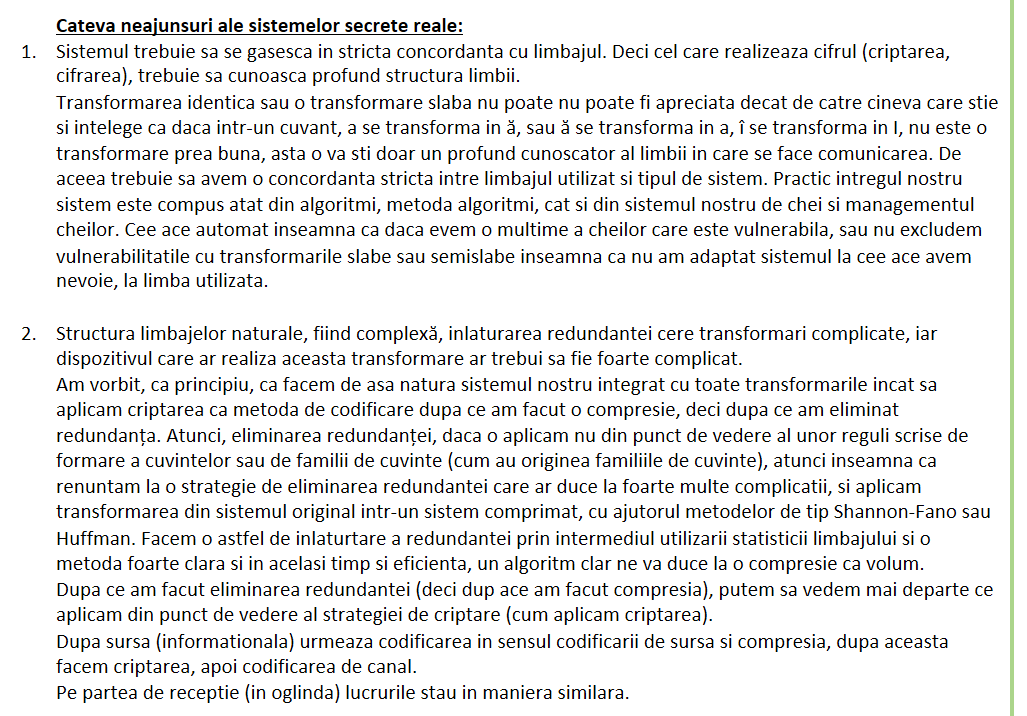 Cateva neajunsuri ale sistemelor secrete reale:
1. Sistemul trebuie sa se gasesca in stricta concordanta cu limbajul. Deci cel care realizeaza cifrul (criptarea,
cifrarea), trebuie sa cunoasca profund structura limbii.
Transformarea identica sau o transformare slaba nu poate nu poate fi apreciata decat de catre cineva care stie
si intelege ca daca intr-un cuvant, a se transforma in ă, sau ă se transforma in a, î se transforma in I, nu este o
transformare prea buna, asta o va sti doar un profund cunoscator al limbii in care se face comunicarea. De
aceea trebuie sa avem o concordanta stricta intre limbajul utilizat si tipul de sistem. Practic intregul nostru
sistem este compus atat din algoritmi, metoda algoritmi, cat si din sistemul nostru de chei si managementul
cheilor. Cee ace automat inseamna ca daca evem o multime a cheilor care este vulnerabila, sau nu excludem
vulnerabilitatile cu transformarile slabe sau semislabe inseamna ca nu am adaptat sistemul la cee ace avem
nevoie, la limba utilizata.
2. Structura limbajelor naturale, fiind complexă, inlaturarea redundantei cere transformari complicate, iar
dispozitivul care ar realiza aceasta transformare ar trebui sa fie foarte complicat.
Am vorbit, ca principiu, ca facem de asa natura sistemul nostru integrat cu toate transformarile incat sa
aplicam criptarea ca metoda de codificare dupa ce am facut o compresie, deci dupa ce am eliminat
redundanța. Atunci, eliminarea redundanței, daca o aplicam nu din punct de vedere al unor reguli scrise de
formare a cuvintelor sau de familii de cuvinte (cum au originea familiile de cuvinte), atunci inseamna ca
renuntam la o strategie de eliminarea redundantei care ar duce la foarte multe complicatii, si aplicam
transformarea din sistemul original intr-un sistem comprimat, cu ajutorul metodelor de tip Shannon-Fano sau
Huffman. Facem o astfel de inlaturtare a redundantei prin intermediul utilizarii statisticii limbajului si o
metoda foarte clara si in acelasi timp si eficienta, un algoritm clar ne va duce la o compresie ca volum.
Dupa ce am facut eliminarea redundantei (deci dup ace am facut compresia), putem sa vedem mai departe ce
aplicam din punct de vedere al strategiei de criptare (cum aplicam criptarea).
Dupa sursa (informationala) urmeaza codificarea in sensul codificarii de sursa si compresia, dupa aceasta
facem criptarea, apoi codificarea de canal.
Pe partea de receptie (in oglinda) lucrurile stau in maniera similara.